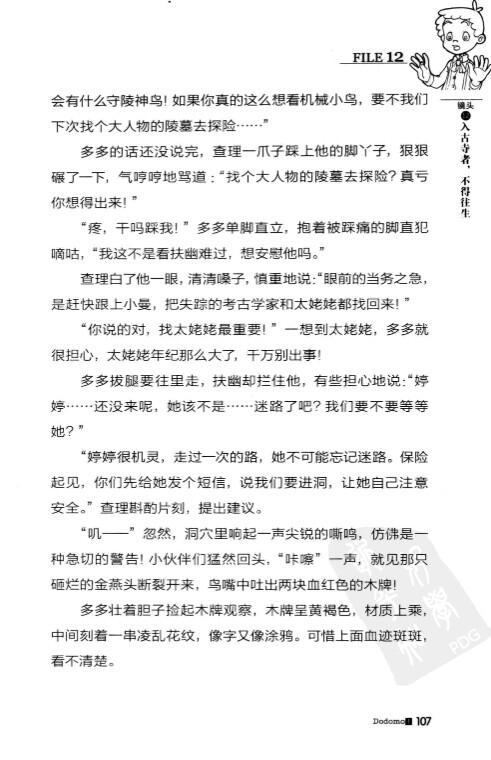 FILE 12
镜头
12
入古寺者，不得往生
会有什么守陵神鸟！如果你真的这么想看机械小鸟，要不我们
下次找个大人物的陵墓去探险……”
多多的话还没说完，查理一爪子踩上他的脚丫子，狠狠
碾了一下，气哼哼地骂道：“找个大人物的陵墓去探险？真亏
你想得出来！”
“疼，干吗踩我！”多多单脚直立，抱着被踩痛的脚直犯
嘀咕，“我这不是看扶幽难过，想安慰他吗。”
查理白了他一眼，清清嗓子，慎重地说：“眼前的当务之急，
是赶快跟上小曼，把失踪的考古学家和太姥姥都找回来！”
“你说的对，找太姥姥最重要！”一想到太姥姥，多多就
很担心，太姥姥年纪那么大了，千万别出事！
多多拔腿要往里走，扶幽却拦住他，有些担心地说：“婷
婷……还没来呢，她该不是……迷路了吧？我们要不要等等
她？”
“婷婷很机灵，走过一次的路，她不可能忘记迷路。保险
起见，你们先给她发个短信，说我们要进洞，让她自己注意
安全。”查理斟酌片刻，提出建议。
“叽——”忽然，洞穴里响起一声尖锐的嘶鸣，仿佛是一
种急切的警告！小伙伴们猛然回头，“咔嚓”一声，就见那只
砸烂的金燕头断裂开来，鸟嘴中吐出两块血红色的木牌！
多多壮着胆子捡起木牌观察，木牌呈黄褐色，材质上乘，
中间刻着一串凌乱花纹，像字又像涂鸦。可惜上面血迹斑斑，
看不清楚。
PDG
Dodomo! 107